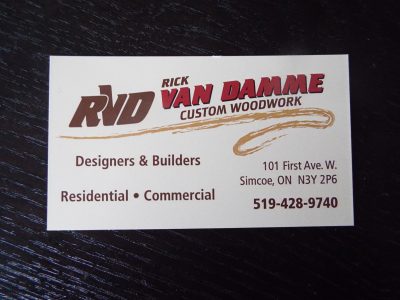 RVD
RICK
VAN DAMME
CUSTOM WOODWORK
Designers & Builders
Residential • Commercial
101 First Ave. W.
Simcoe, ON N3Y 2P6
519-428-9740